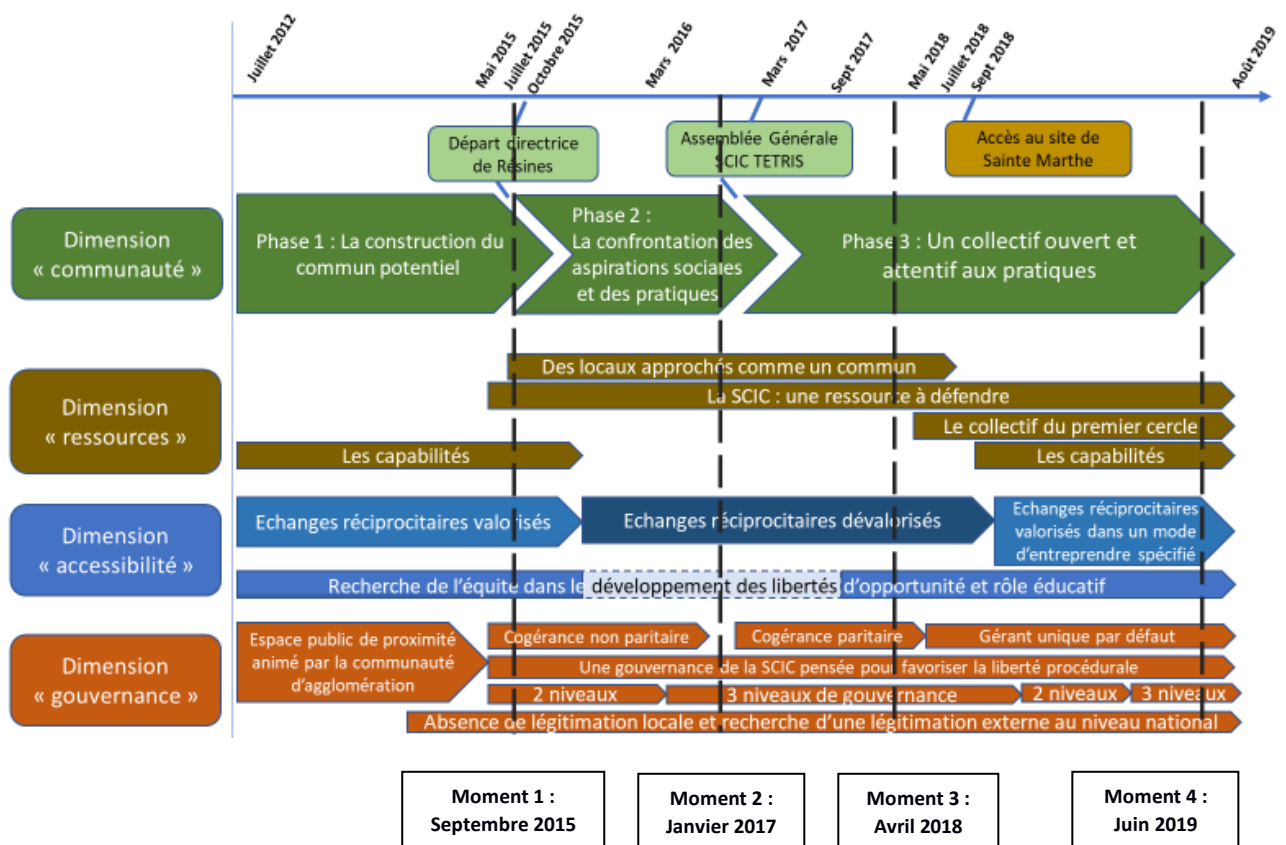 Juillet 2012
Mai 2015
Juillet 2015
Octobre 2015
Mars 2016
Mars 2017
Sept 2017
Mai 2018
Juillet 2018
Sept 2018
Août 2019
Départ directrice
de Résines
Assemblée Générale
SCIC TETRIS
Accès au site de
Sainte Marthe
Dimension
« communauté »
Phase 1 : La construction du
commun potentiel
Phase 2 :
La confrontation des
aspirations sociales
et des pratiques
Phase 3 : Un collectif ouvert et
attentif aux pratiques
Dimension
« ressources »
Des locaux approchés comme un commun
La SCIC : une ressource à défendre
Le collectif du premier cercle
Les capabilités
Les capabilités
Dimension
« accessibilité »
Echanges réciprocitaires valorisés
Echanges réciprocitaires dévalorisés
Echanges réciprocitaires
valorisés dans un mode
d'entreprendre spécifié
Recherche de l'équite dans le développement des libertés d'opportunité et rôle éducatif
Dimension
« gouvernance »
Espace public de proximité
animé par la communauté
d'agglomération
Cogérance non paritaire
Cogérance paritaire
Gérant unique par défaut
Une gouvernance de la SCIC pensée pour favoriser la liberté procédurale
2 niveaux
3 niveaux de gouvernance
2 niveaux
3 niveaux
Absence de légitimation locale et recherche d'une légitimation externe au niveau national
Moment 1 :
Septembre 2015
Moment 2 :
Janvier 2017
Moment 3 :
Avril 2018
Moment 4 :
Juin 2019